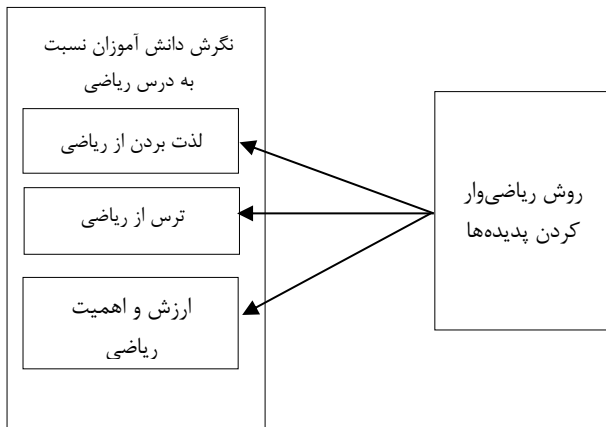 نگرش دانش آموزان نسبت
به درس ریاضی
لذت بردن از ریاضی
ترس از ریاضی
ارزش و اهمیت
ریاضی
روش ریاضی‌وار
کردن پدیده‌ها